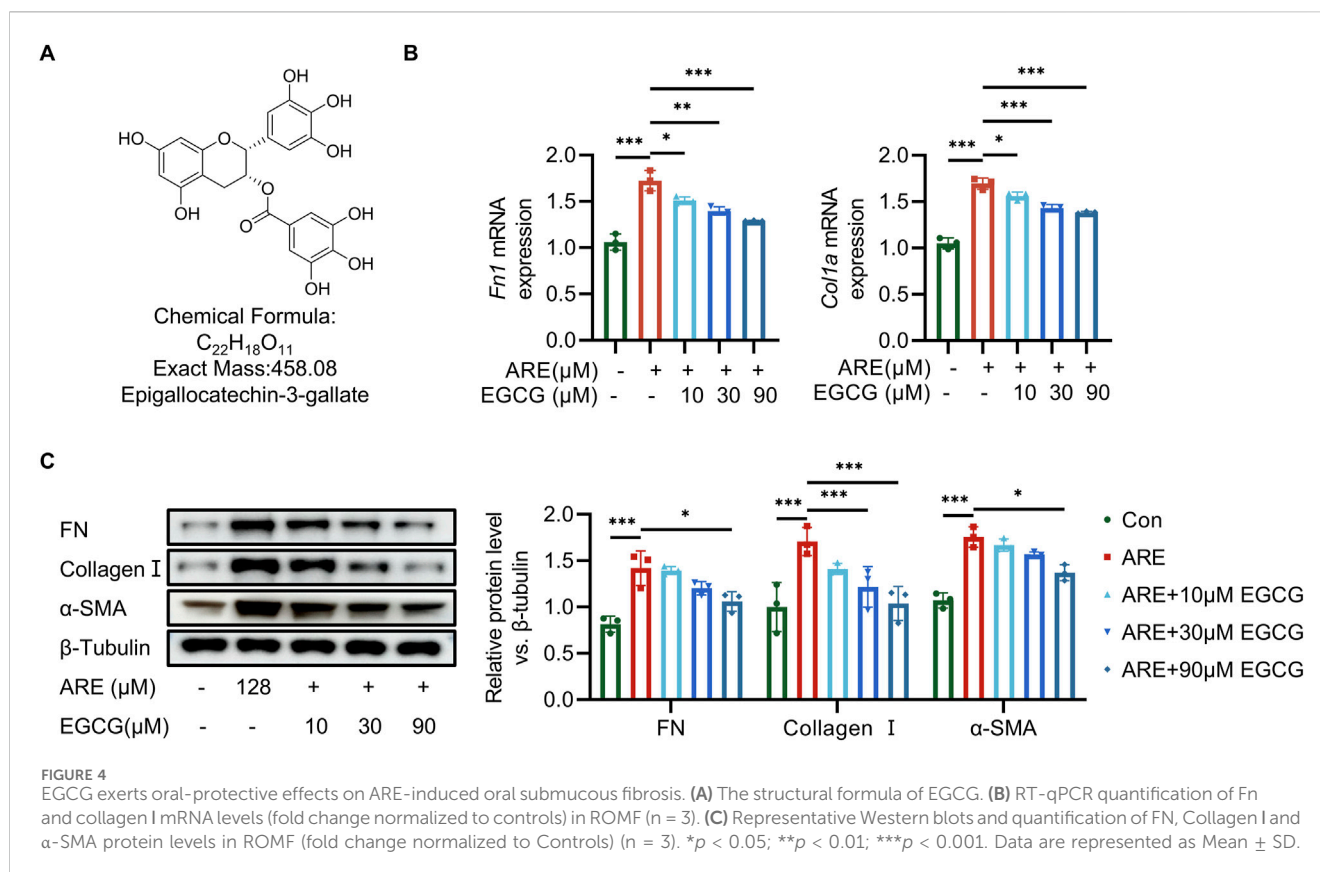 A
OH
OH
OH
HO
O
OH
O
O
OH
OH
OH
Chemical Formula:
C₂₂H₁₈O₁₁
Exact Mass:458.08
Epigallocatechin-3-gallate
B
***
**
***
*
2.0
1.5
1.0
0.5
0.0
Fn1 mRNA
expression
ARE(μM) - + + + +
EGCG (μM) - - 10 30 90
***
***
***
*
2.0
1.5
1.0
0.5
0.0
Col1a mRNA
expression
ARE(μM) - + + + +
EGCG (μM) - - 10 30 90
C
FN
Collagen I
α-SMA
β-Tubulin
ARE (μM) - 128 + + +
EGCG(μM) - - 10 30 90
Relative protein level
vs. β-tubulin
2.0
1.5
1.0
0.5
0.0
*** *
*** *** ***
*** *
FN Collagen I α-SMA
Con
ARE
ARE+10μM EGCG
ARE+30μM EGCG
ARE+90μM EGCG
FIGURE 4
EGCG exerts oral-protective effects on ARE-induced oral submucous fibrosis. (A) The structural formula of EGCG. (B) RT-qPCR quantification of Fn
and collagen I mRNA levels (fold change normalized to controls) in ROMF (n = 3). (C) Representative Western blots and quantification of FN, Collagen I and
α-SMA protein levels in ROMF (fold change normalized to Controls) (n = 3). *p < 0.05; **p < 0.01; ***p < 0.001. Data are represented as Mean ± SD.